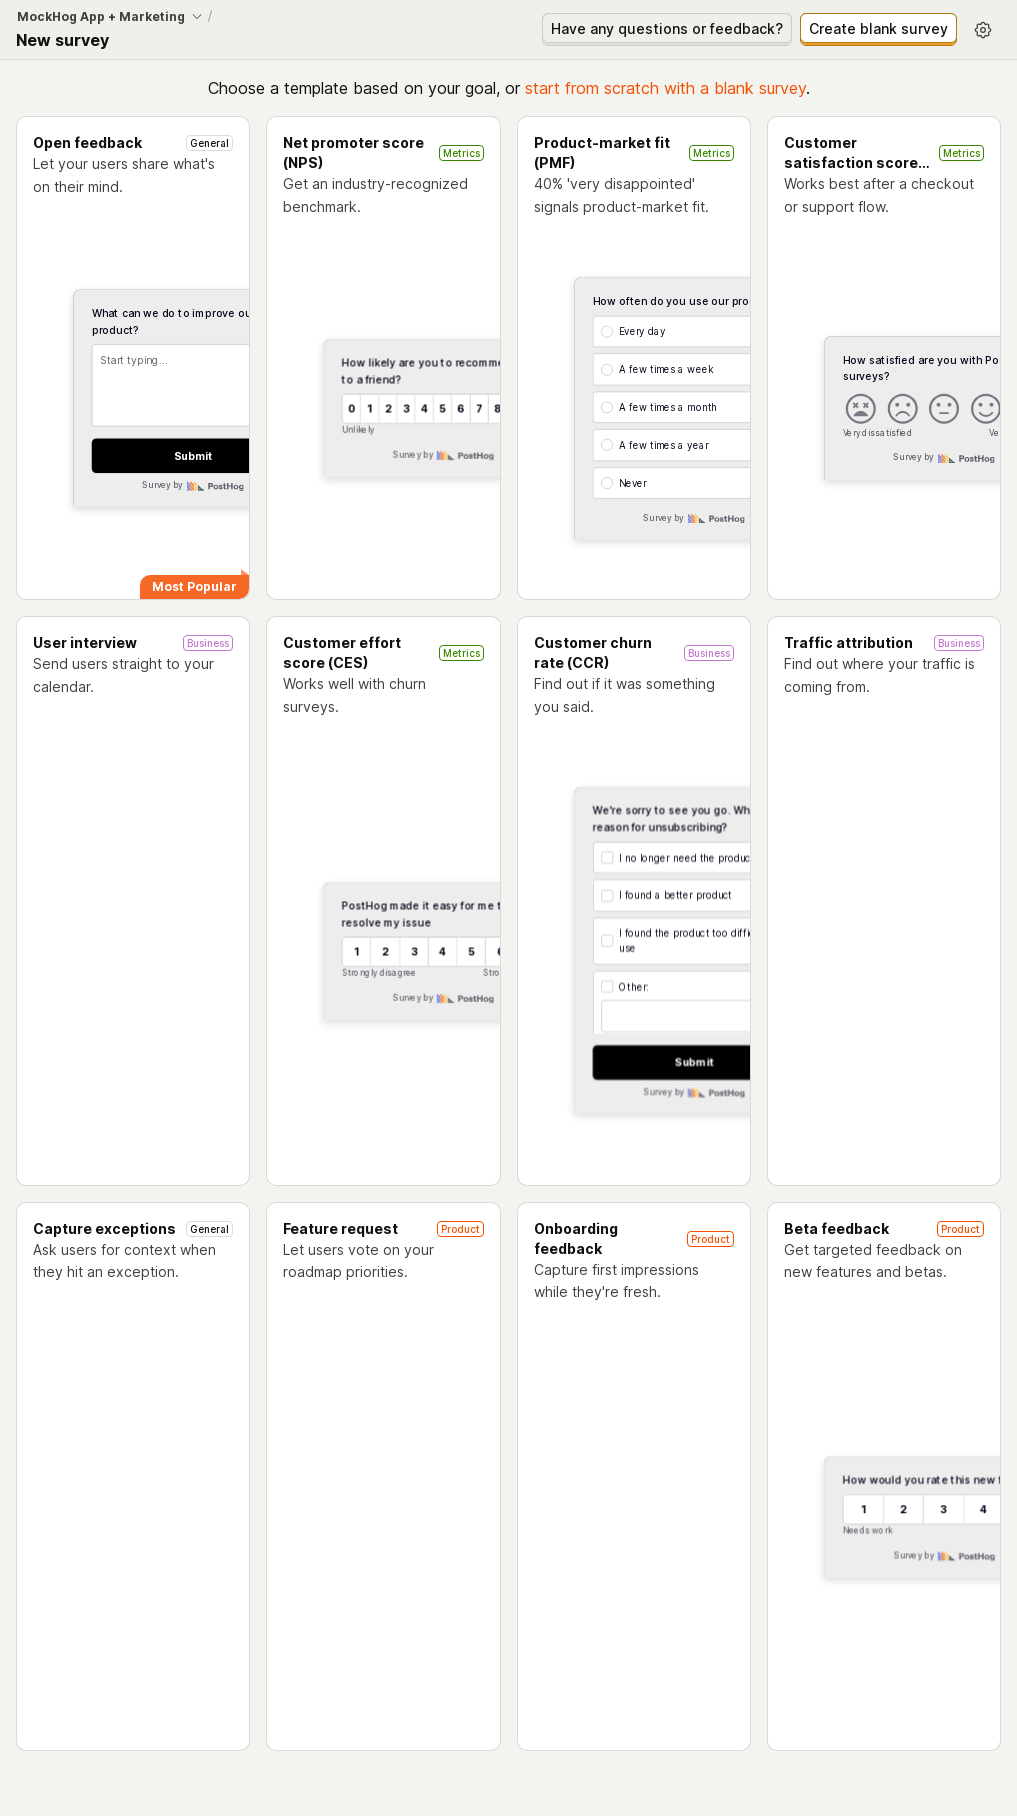 MockHog App + Marketing /
New survey
Have any questions or feedback?
Create blank survey
Choose a template based on your goal, or start from scratch with a blank survey.
Open feedback
General
Let your users share what's
on their mind.
What can we do to improve ou
product?
Start typing...
Submit
Survey by PostHog
Most Popular
Net promoter score
(NPS)
Metrics
Get an industry-recognized
benchmark.
How likely are you to recomme
to a friend?
0 1 2 3 4 5 6 7 8
Unlikely
Survey by PostHog
Product-market fit
(PMF)
Metrics
40% 'very disappointed'
signals product-market fit.
How often do you use our pro
Every day
A few times a week
A few times a month
A few times a year
Never
Survey by PostHog
Customer
satisfaction score...
Metrics
Works best after a checkout
or support flow.
How satisfied are you with Po
surveys?
Very dissatisfied Ve
Survey by PostHog
User interview
Business
Send users straight to your
calendar.
Customer effort
score (CES)
Metrics
Works well with churn
surveys.
PostHog made it easy for me t
resolve my issue
1 2 3 4 5 6
Strongly disagree Stro
Survey by PostHog
Customer churn
rate (CCR)
Business
Find out if it was something
you said.
We're sorry to see you go. Wh
reason for unsubscribing?
I no longer need the produc
I found a better product
I found the product too diffi
use
Other:
Submit
Survey by PostHog
Traffic attribution
Business
Find out where your traffic is
coming from.
Capture exceptions
General
Ask users for context when
they hit an exception.
Feature request
Product
Let users vote on your
roadmap priorities.
Onboarding
feedback
Product
Capture first impressions
while they're fresh.
Beta feedback
Product
Get targeted feedback on
new features and betas.
How would you rate this new f
1 2 3 4
Needs work
Survey by PostHog